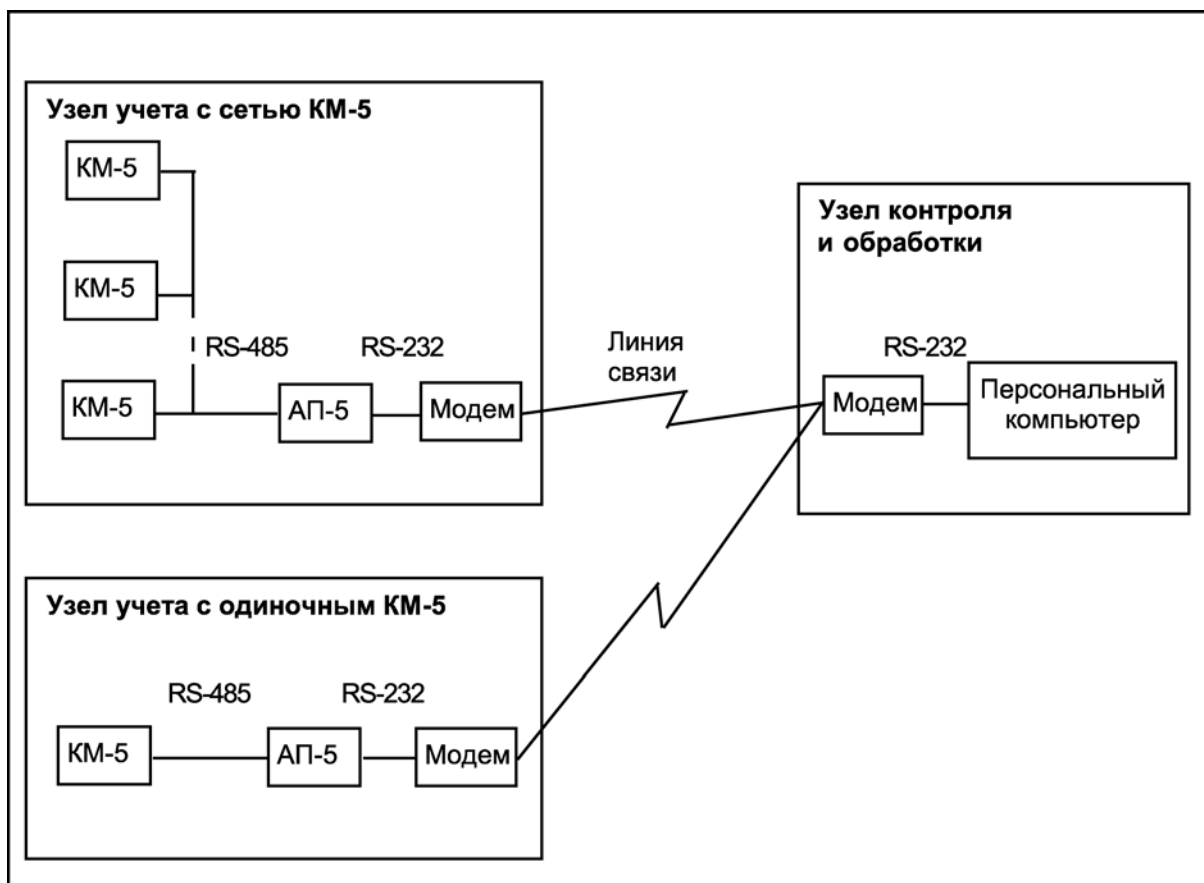 Узел учета с сетью КМ-5
КМ-5
КМ-5
RS-485
RS-232
КМ-5
АП-5
Модем
Линия
связи
Узел контроля
и обработки
RS-232
Модем
Персональный
компьютер
Узел учета с одиночным КМ-5
RS-485
RS-232
КМ-5
АП-5
Модем